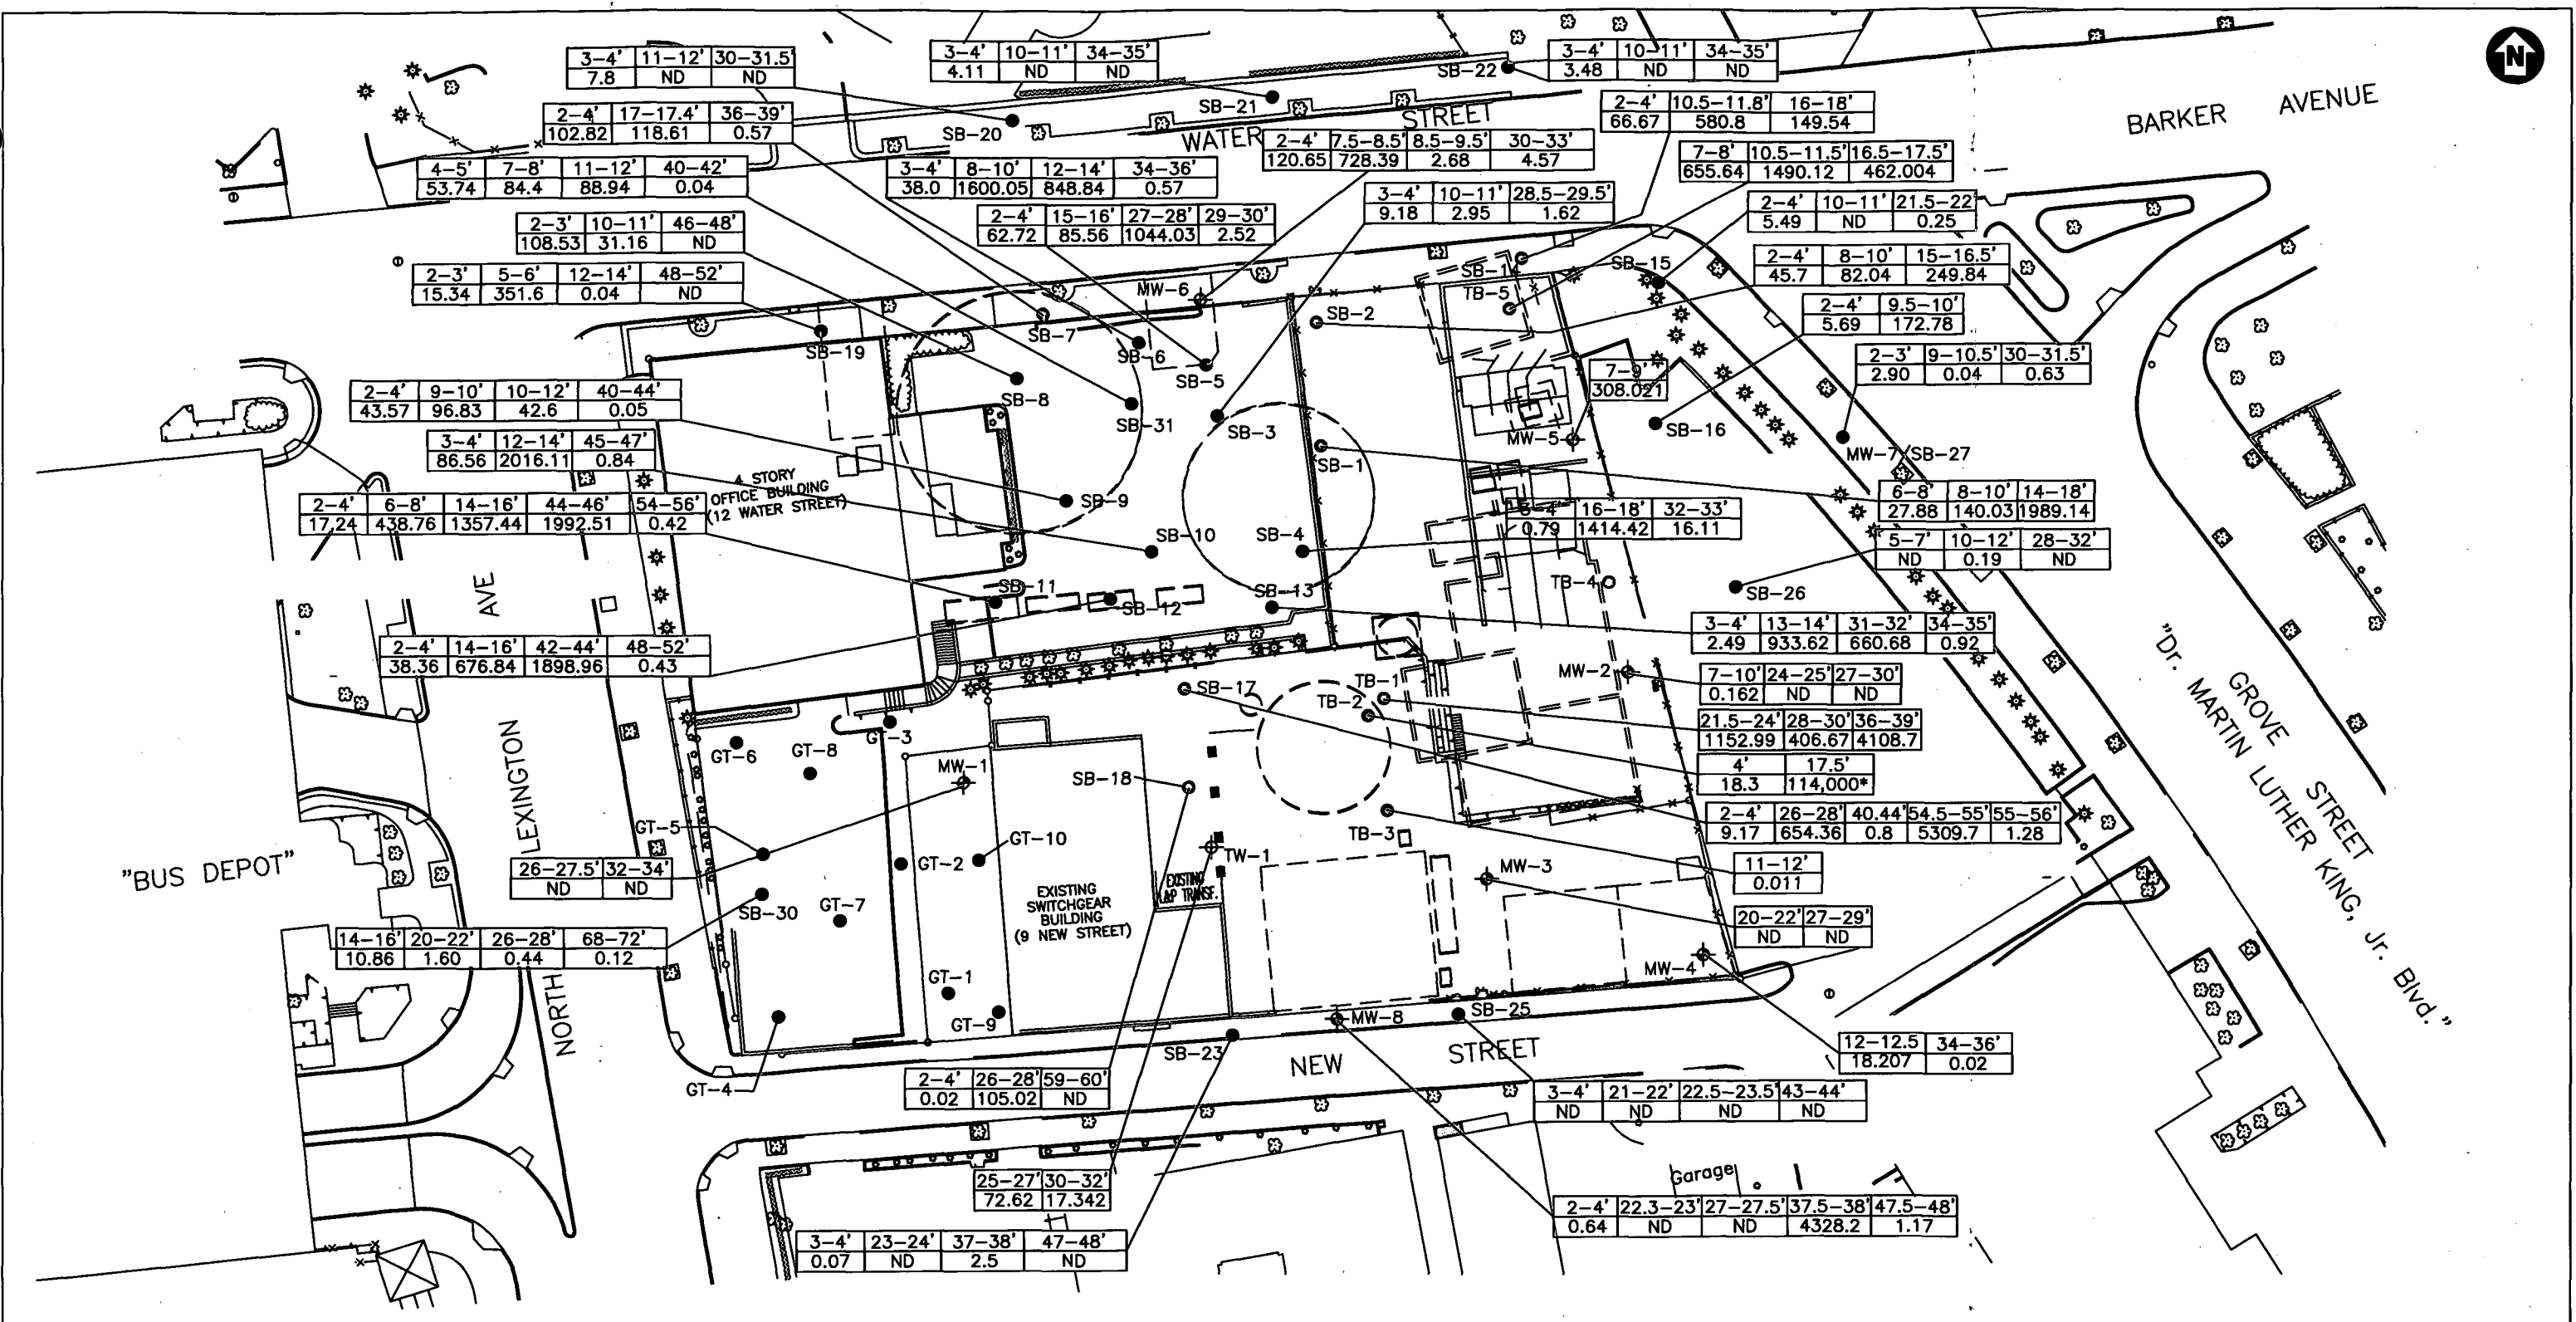 N
3-4' 11-12' 30-31.5'
7.8 ND ND
3-4' 10-11' 34-35'
4.11 ND ND
3-4' 10-11' 34-35'
3.48 ND ND
SB-22
SB-21
SB-20
WATER STREET
BARKER AVENUE
2-4' 17-17.4' 36-39'
102.82 118.61 0.57
2-4' 10.5-11.8' 16-18'
66.67 580.8 149.54
2-4' 7.5-8.5' 8.5-9.5' 30-33'
120.65 728.39 2.68 4.57
7-8' 10.5-11.5' 16.5-17.5'
655.64 1490.12 462.004
4-5' 7-8' 11-12' 40-42'
53.74 84.4 88.94 0.04
3-4' 8-10' 12-14' 34-36'
38.0 1600.05 848.84 0.57
3-4' 10-11' 28.5-29.5'
9.18 2.95 1.62
2-4' 10-11' 21.5-22
5.49 ND 0.25
2-4' 15-16' 27-28' 29-30'
62.72 85.56 1044.03 2.52
2-3' 10-11' 46-48'
108.53 31.16 ND
2-4' 8-10' 15-16.5'
45.7 82.04 249.84
2-3' 5-6' 12-14' 48-52'
15.34 351.6 0.04 ND
2-4' 9.5-10'
5.69 172.78
2-3' 9-10.5' 30-31.5'
2.90 0.04 0.63
MW-6
SB-14
SB-15
TB-5
SB-2
SB-7
SB-19
SB-6
SB-5
SB-8
SB-31
SB-3
7-9'
308.021
MW-5
SB-16
SB-1
MW-7/SB-27
2-4' 9-10' 10-12' 40-44'
43.57 96.83 42.6 0.05
3-4' 12-14' 45-47'
86.56 2016.11 0.84
4 STORY
OFFICE BUILDING
(12 WATER STREET)
2-4' 6-8' 14-16' 44-46' 54-56'
17.24 438.76 1357.44 1992.51 0.42
SB-9
SB-10
SB-4
16-18' 32-33'
0.79 1414.42 16.11
6-8' 8-10' 14-18'
27.88 140.03 1989.14
5-7' 10-12' 28-32'
ND 0.19 ND
SB-11
SB-12
SB-13
TB-4
SB-26
2-4' 14-16' 42-44' 48-52'
38.36 676.84 1898.96 0.43
3-4' 13-14' 31-32' 34-35'
2.49 933.62 660.68 0.92
MW-2
7-10' 24-25' 27-30'
0.162 ND ND
SB-17
TB-1
TB-2
21.5-24' 28-30' 36-39'
1152.99 406.67 4108.7
4' 17.5'
18.3 114,000*
2-4' 26-28' 40.44' 54.5-55' 55-56'
9.17 654.36 0.8 5309.7 1.28
GT-3
GT-6
GT-8
MW-1
SB-18
TB-3
GT-5
GT-2
GT-10
TW-1
MW-3
11-12'
0.011
26-27.5' 32-34'
ND ND
EXISTING
SWITCHGEAR
BUILDING
(9 NEW STREET)
EXISTING
SB-30
GT-7
20-22' 27-29'
ND ND
14-16' 20-22' 26-28' 68-72'
10.86 1.60 0.44 0.12
GT-1
GT-9
MW-4
MW-8
SB-25
SB-23
GT-4
"BUS DEPOT"
NORTH LEXINGTON AVE
NEW STREET
GROVE STREET
"Dr. MARTIN LUTHER KING, Jr. Blvd."
12-12.5 34-36'
18.207 0.02
2-4' 26-28' 59-60'
0.02 105.02 ND
3-4' 21-22' 22.5-23.5' 43-44'
ND ND ND ND
25-27' 30-32'
72.62 17.342
Garage
2-4' 22.3-23' 27-27.5' 37.5-38' 47.5-48'
0.64 ND ND 4328.2 1.17
3-4' 23-24' 37-38' 47-48'
0.07 ND 2.5 ND